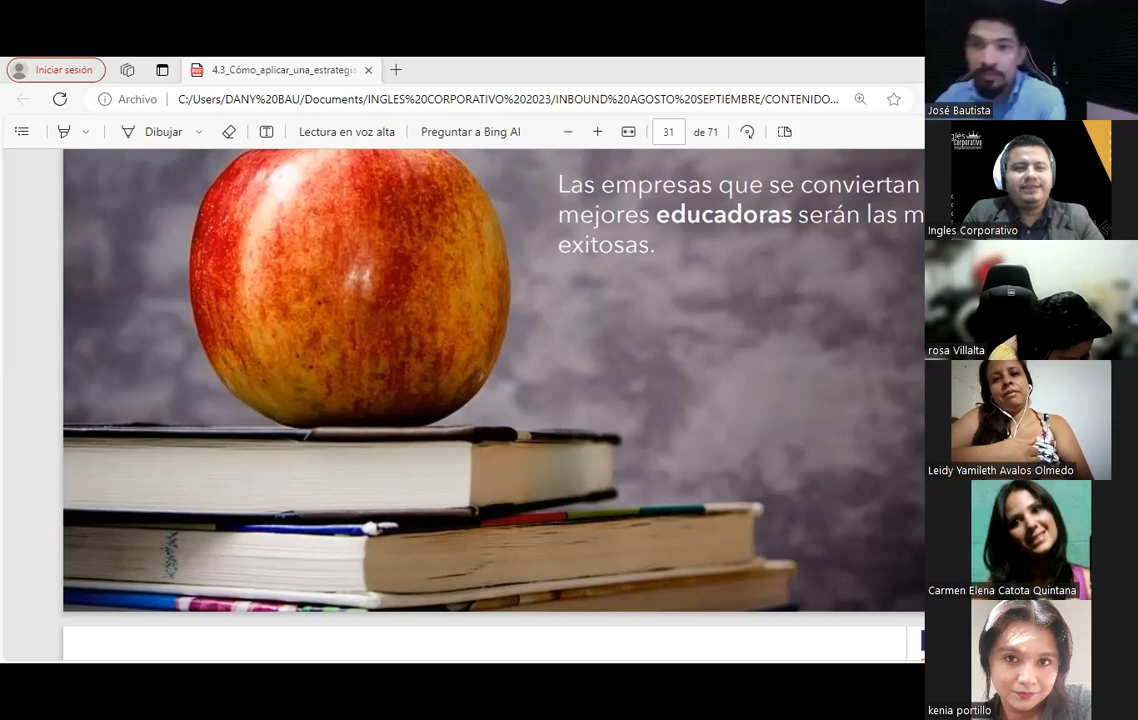 Iniciar sesión
4.3_Cómo_aplicar_una_estrategia
Archivo
C:/Users/DANY%20BAU/Documents/INGLES%20CORPORATIVO%202023/INBOUND%20AGOSTO%20SEPTIEMBRE/CONTENIDO...
Dibujar
Lectura en voz alta
Preguntar a Bing AI
31
de 71
Las empresas que se conviertan
mejores educadoras serán las m
exitosas.
José Bautista
Inglés
Corporativo
Ingles Corporativo
rosa Villalta
Leidy Yamileth Avalos Olmedo
Carmen Elena Catota Quintana
kenia portillo